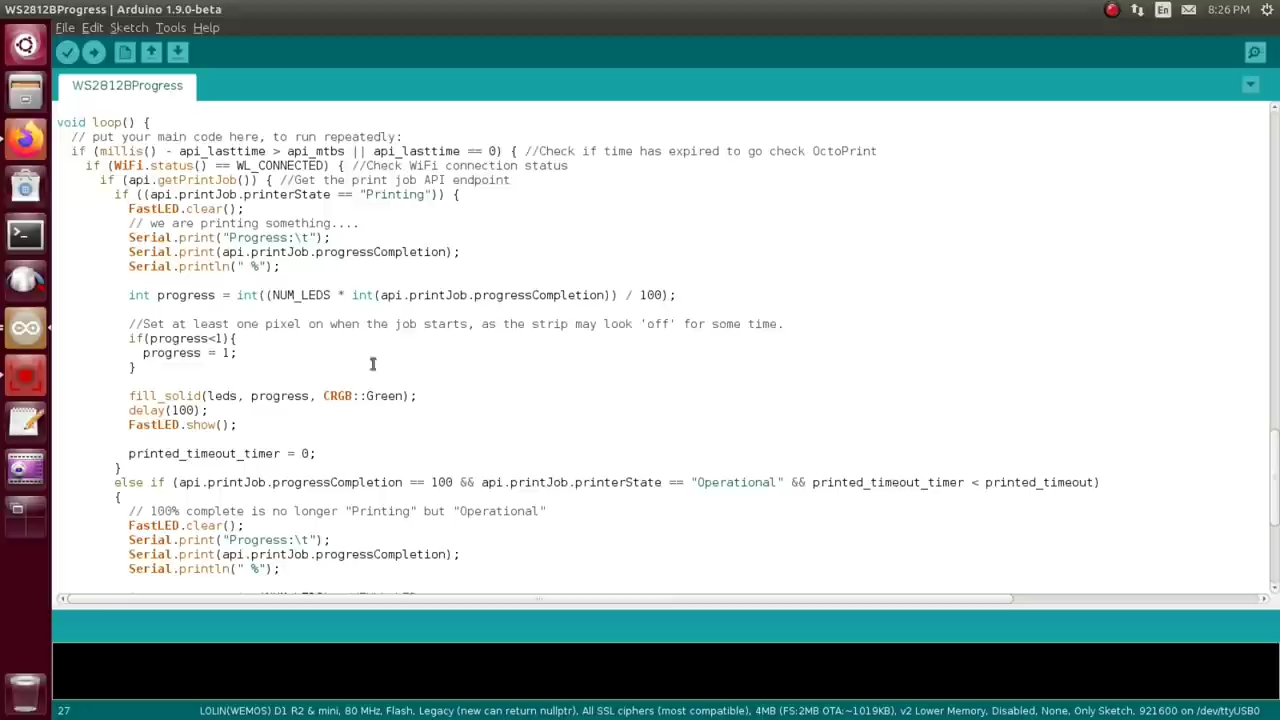 WS2812BProgress | Arduino 1.9.0-beta
En
8:26 PM
File Edit Sketch Tools Help
WS2812BProgress
void loop() {
// put your main code here, to run repeatedly:
if (millis() - api_lasttime > api_mtbs || api_lasttime == 0) { //Check if time has expired to go check OctoPrint
if (WiFi.status() == WL_CONNECTED) { //Check WiFi connection status
if (api.getPrintJob()) { //Get the print job API endpoint
if ((api.printJob.printerState == "Printing")) {
FastLED.clear();
// we are printing something....
Serial.print("Progress:\t");
Serial.print(api.printJob.progressCompletion);
Serial.println(" %");
int progress = int((NUM_LEDS * int(api.printJob.progressCompletion)) / 100);
//Set at least one pixel on when the job starts, as the strip may look 'off' for some time.
if(progress<1){
progress = 1;
}
fill_solid(leds, progress, CRGB::Green);
delay(100);
FastLED.show();
printed_timeout_timer = 0;
}
else if (api.printJob.progressCompletion == 100 && api.printJob.printerState == "Operational" && printed_timeout_timer < printed_timeout)
{
// 100% complete is no longer "Printing" but "Operational"
FastLED.clear();
Serial.print("Progress:\t");
Serial.print(api.printJob.progressCompletion);
Serial.println(" %");
27
LOLIN(WEMOS) D1 R2 & mini, 80 MHz, Flash, Legacy (new can return nullptr), All SSL ciphers (most compatible), 4MB (FS:2MB OTA:~1019KB), v2 Lower Memory, Disabled, None, Only Sketch, 921600 on /dev/ttyUSB0